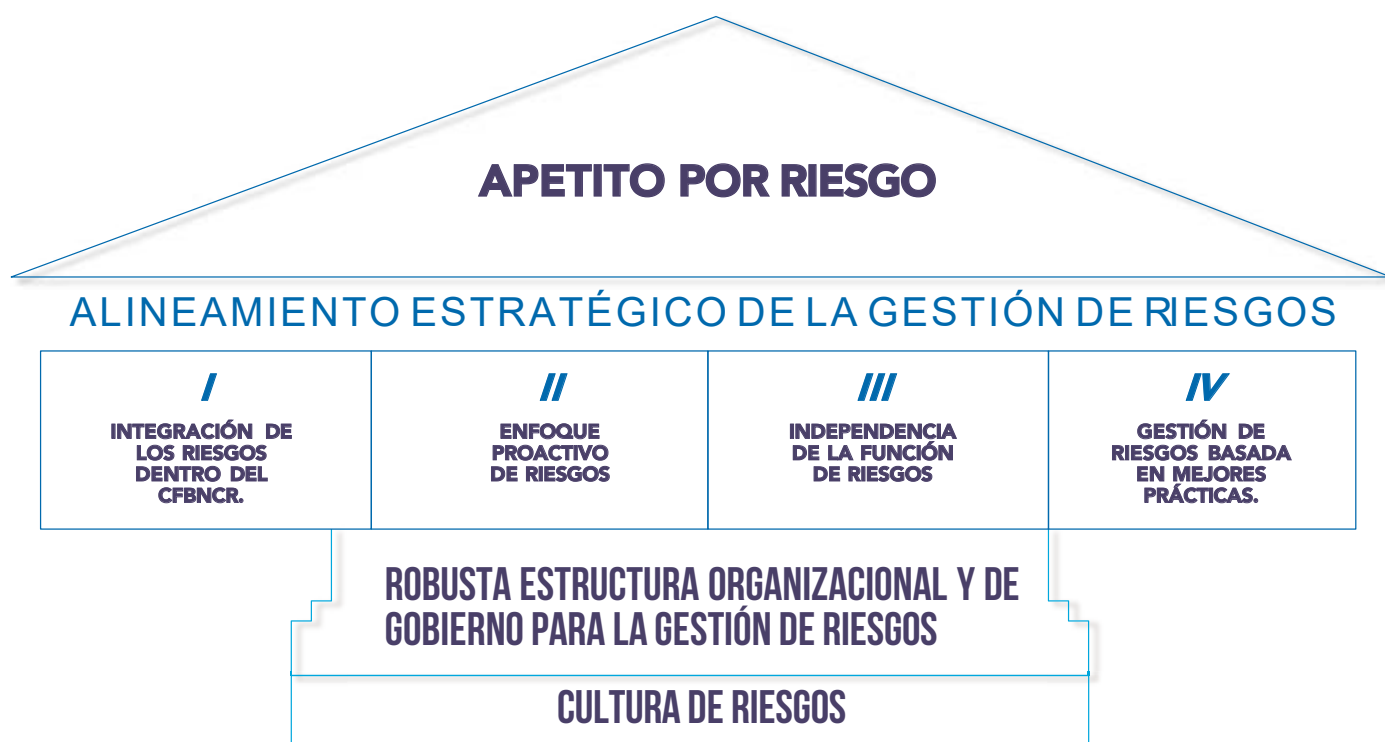 APETITO POR RIESGO
ALINEAMIENTO ESTRATÉGICO DE LA GESTIÓN DE RIESGOS
I
INTEGRACIÓN DE
LOS RIESGOS
DENTRO DEL
CFBNCR.
II
ENFOQUE
PROACTIVO
DE RIESGOS
III
INDEPENDENCIA
DE LA FUNCIÓN
DE RIESGOS
IV
GESTIÓN DE
RIESGOS BASADA
EN MEJORES
PRÁCTICAS.
ROBUSTA ESTRUCTURA ORGANIZACIONAL Y DE
GOBIERNO PARA LA GESTIÓN DE RIESGOS
CULTURA DE RIESGOS